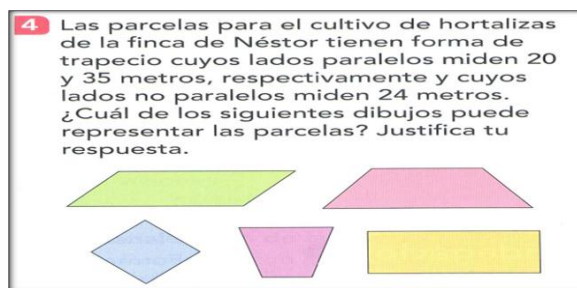 4 Las parcelas para el cultivo de hortalizas
de la finca de Néstor tienen forma de
trapecio cuyos lados paralelos miden 20
y 35 metros, respectivamente y cuyos
lados no paralelos miden 24 metros.
¿Cuál de los siguientes dibujos puede
representar las parcelas? Justifica tu
respuesta.